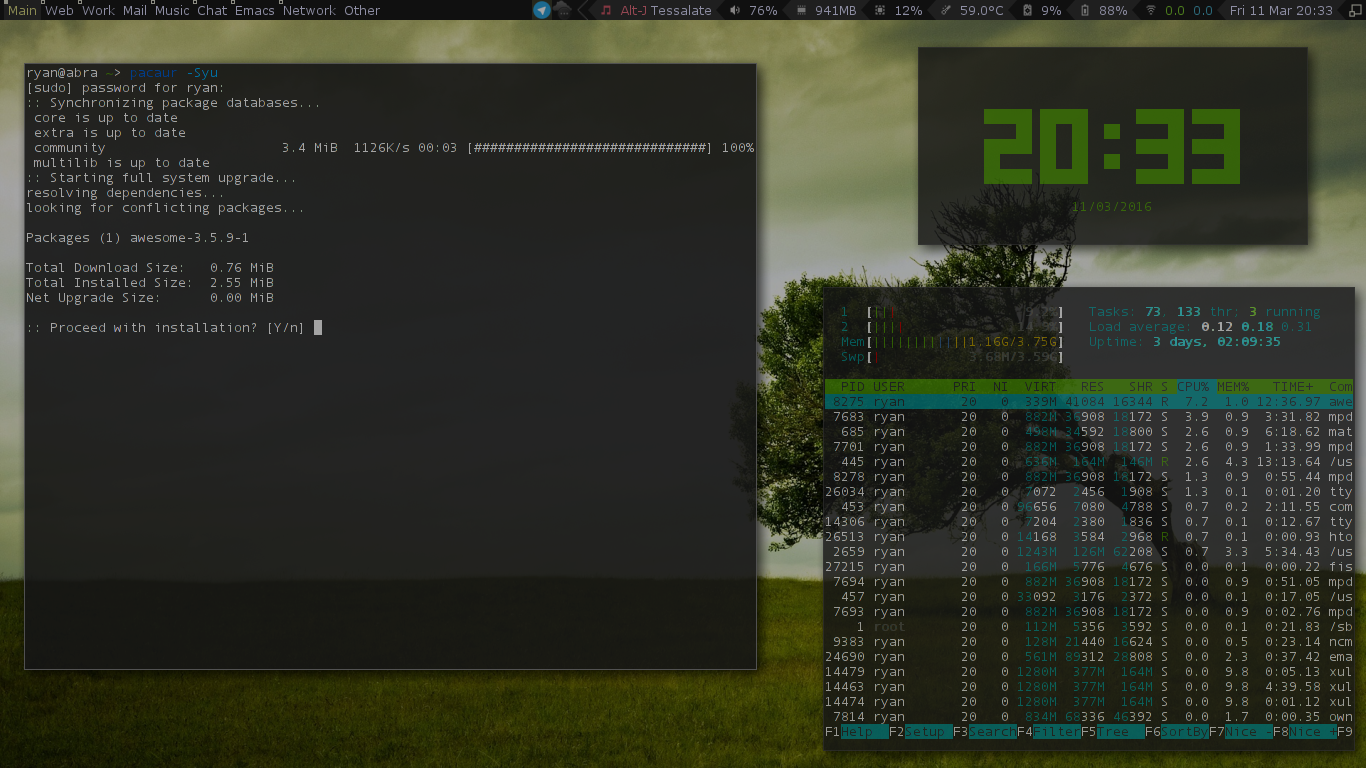 Main Web Work Mail Music Chat Emacs Network Other
Alt-J Tessalate 76% 941MB 12% 59.0°C 9% 88% 0.0 0.0 Fri 11 Mar 20:33
ryan@abra ~> pacaur -Syu
[sudo] password for ryan:
:: Synchronizing package databases...
core is up to date
extra is up to date
community 3.4 MiB 1126K/s 00:03 [#############################] 100%
multilib is up to date
:: Starting full system upgrade...
resolving dependencies...
looking for conflicting packages...
Packages (1) awesome-3.5.9-1
Total Download Size: 0.76 MiB
Total Installed Size: 2.55 MiB
Net Upgrade Size: 0.00 MiB
:: Proceed with installation? [Y/n]
20:33
11/03/2016
1 [||| ] Tasks: 73, 133 thr; 3 running
2 [|||| ] Load average: 0.12 0.18 0.31
Mem[||||||||||||1.16G/3.75G] Uptime: 3 days, 02:09:35
Swp[| 3.68M/3.59G]
PID USER PRI NI VIRT RES SHR S CPU% MEM% TIME+ Com
8275 ryan 20 0 339M 41084 16344 R 7.2 1.0 12:36.97 awe
7683 ryan 20 0 882M 36908 18172 S 3.9 0.9 3:31.82 mpd
685 ryan 20 0 498M 34592 18800 S 2.6 0.9 6:18.62 mat
7701 ryan 20 0 882M 36908 18172 S 2.6 0.9 1:33.99 mpd
445 ryan 20 0 636M 164M 146M R 2.6 4.3 13:13.64 /us
8278 ryan 20 0 882M 36908 18172 S 1.3 0.9 0:55.44 mpd
26034 ryan 20 0 7072 2456 1908 S 1.3 0.1 0:01.20 tty
453 ryan 20 0 96656 7080 4788 S 0.7 0.2 2:11.55 com
14306 ryan 20 0 7204 2380 1836 S 0.7 0.1 0:12.67 tty
26513 ryan 20 0 14168 3584 2968 R 0.7 0.1 0:00.93 hto
2659 ryan 20 0 1243M 126M 62208 S 0.7 3.3 5:34.43 /us
27215 ryan 20 0 166M 5776 4676 S 0.0 0.1 0:00.22 fis
7694 ryan 20 0 882M 36908 18172 S 0.0 0.9 0:51.05 mpd
457 ryan 20 0 33092 3176 2372 S 0.0 0.1 0:17.05 /us
7693 ryan 20 0 882M 36908 18172 S 0.0 0.9 0:02.76 mpd
1 root 20 0 112M 5356 3592 S 0.0 0.1 0:21.83 /sb
9383 ryan 20 0 128M 21440 16624 S 0.0 0.5 0:23.14 ncm
24690 ryan 20 0 561M 89312 28808 S 0.0 2.3 0:37.42 ema
14479 ryan 20 0 1280M 377M 164M S 0.0 9.8 0:05.13 xul
14463 ryan 20 0 1280M 377M 164M S 0.0 9.8 4:39.58 xul
14474 ryan 20 0 1280M 377M 164M S 0.0 9.8 0:01.12 xul
7814 ryan 20 0 834M 68336 46392 S 0.0 1.7 0:00.35 own
F1Help F2Setup F3SearchF4FilterF5Tree F6SortByF7Nice -F8Nice +F9